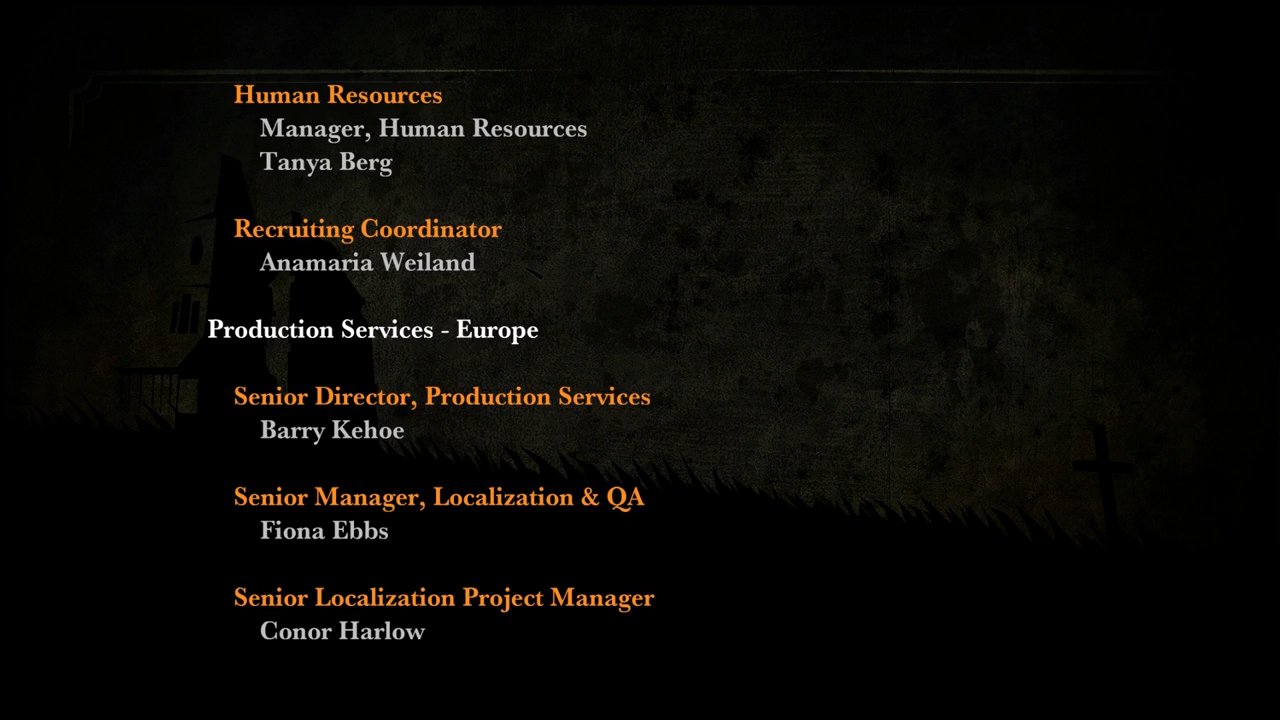 Human Resources
Manager, Human Resources
Tanya Berg
Recruiting Coordinator
Anamaria Weiland
Production Services - Europe
Senior Director, Production Services
Barry Kehoe
Senior Manager, Localization & QA
Fiona Ebbs
Senior Localization Project Manager
Conor Harlow